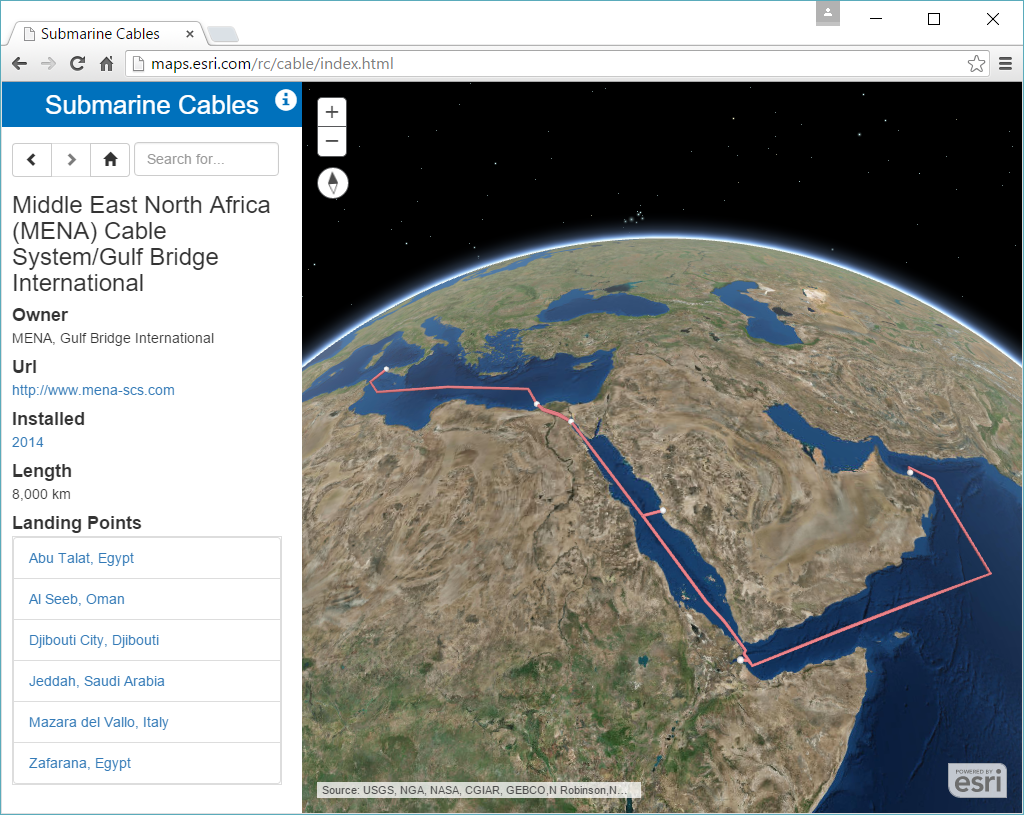 Submarine Cables
maps.esri.com/rc/cable/index.html
Submarine Cables
Search for...
Middle East North Africa
(MENA) Cable
System/Gulf Bridge
International
Owner
MENA, Gulf Bridge International
Url
http://www.mena-scs.com
Installed
2014
Length
8,000 km
Landing Points
Abu Talat, Egypt
Al Seeb, Oman
Djibouti City, Djibouti
Jeddah, Saudi Arabia
Mazara del Vallo, Italy
Zafarana, Egypt
Source: USGS, NGA, NASA, CGIAR, GEBCO,N Robinson,N...
POWERED BY
esri